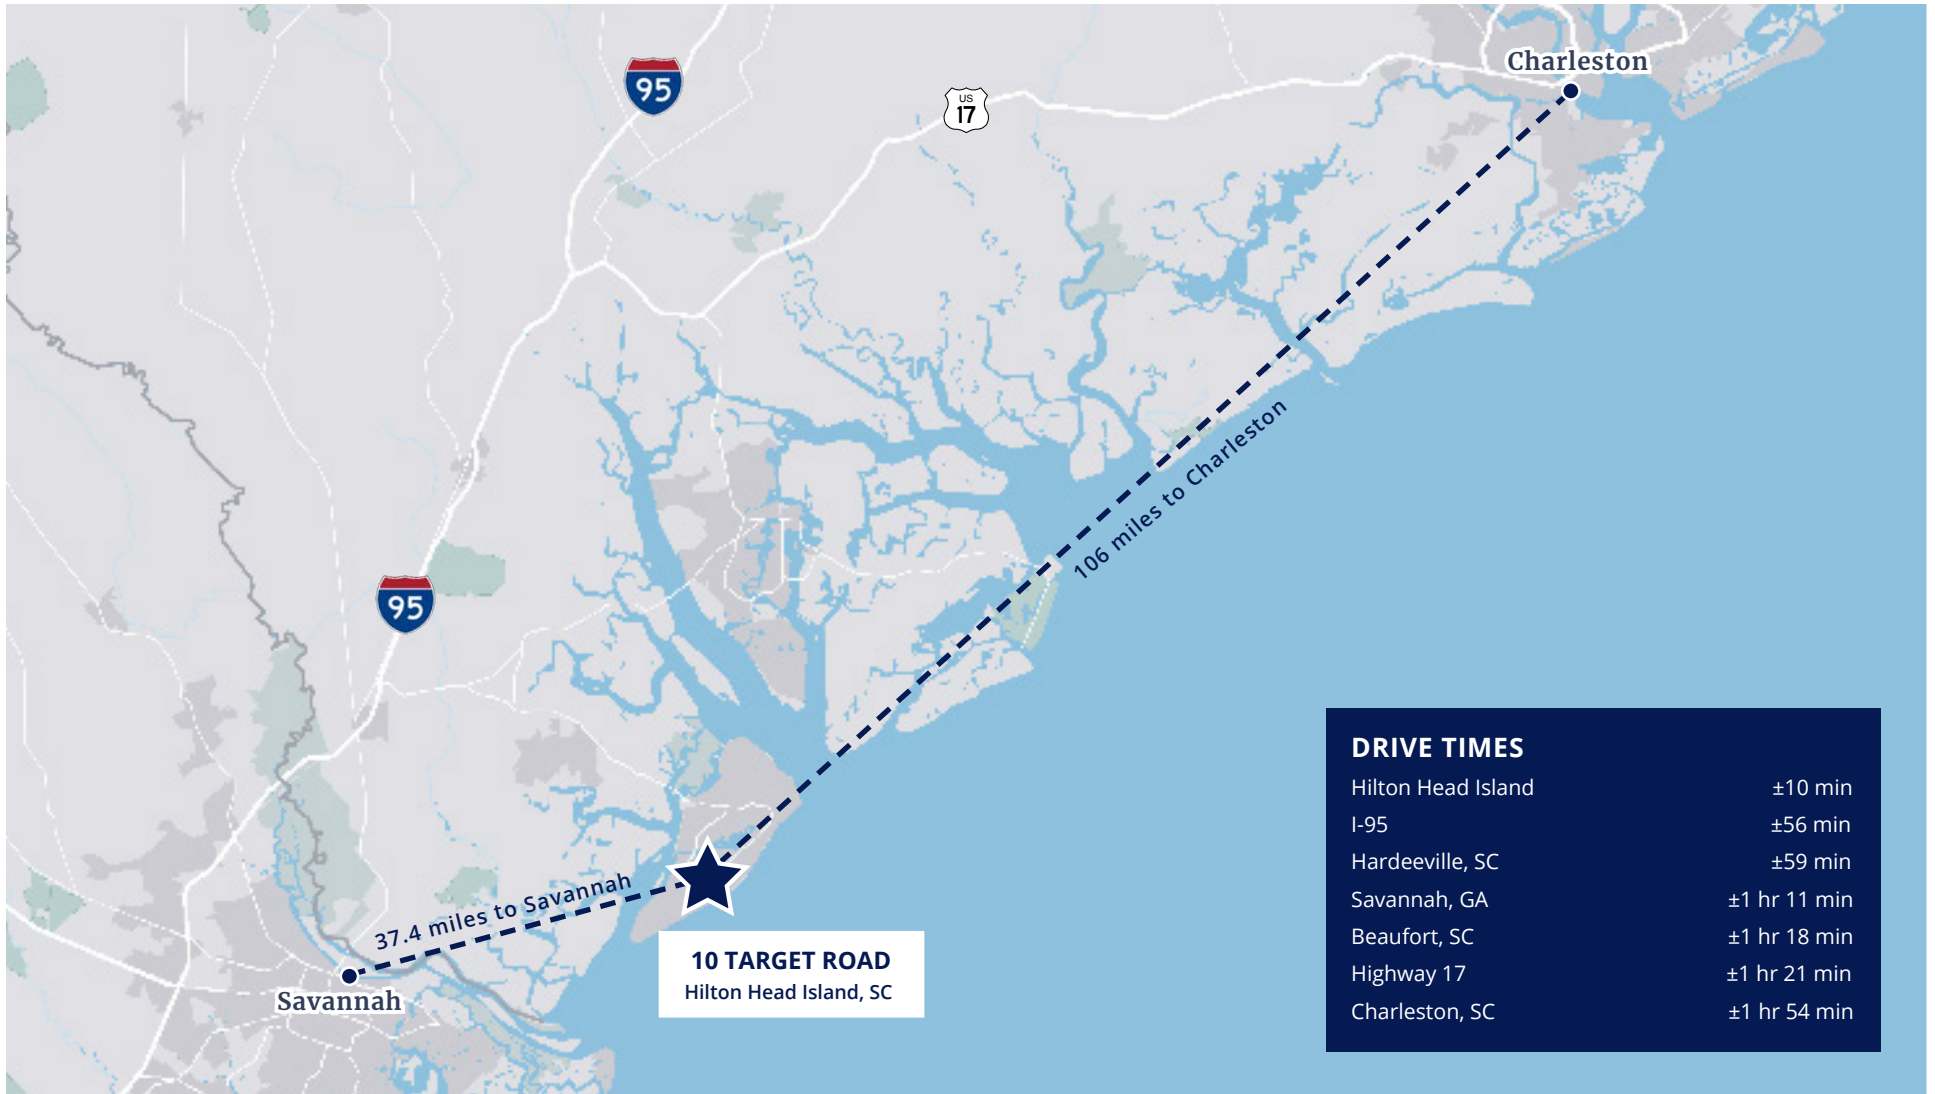 Charleston
95
US
17
106 miles to Charleston
95
37.4 miles to Savannah
Savannah
10 TARGET ROAD
Hilton Head Island, SC
DRIVE TIMES
Hilton Head Island ±10 min
I-95 ±56 min
Hardeeville, SC ±59 min
Savannah, GA ±1 hr 11 min
Beaufort, SC ±1 hr 18 min
Highway 17 ±1 hr 21 min
Charleston, SC ±1 hr 54 min